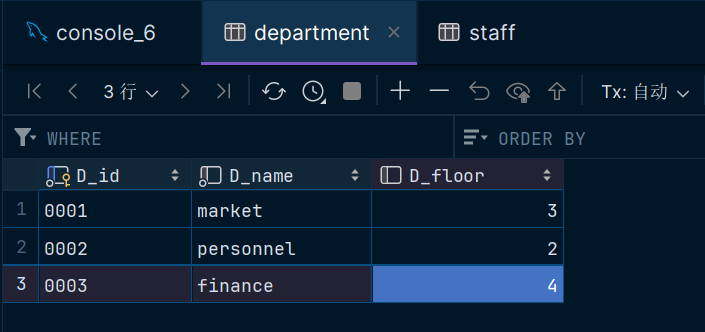 console_6 department staff
3 行 Tx: 自动
WHERE ORDER BY
D_id D_name D_floor
1 0001 market 3
2 0002 personnel 2
3 0003 finance 4